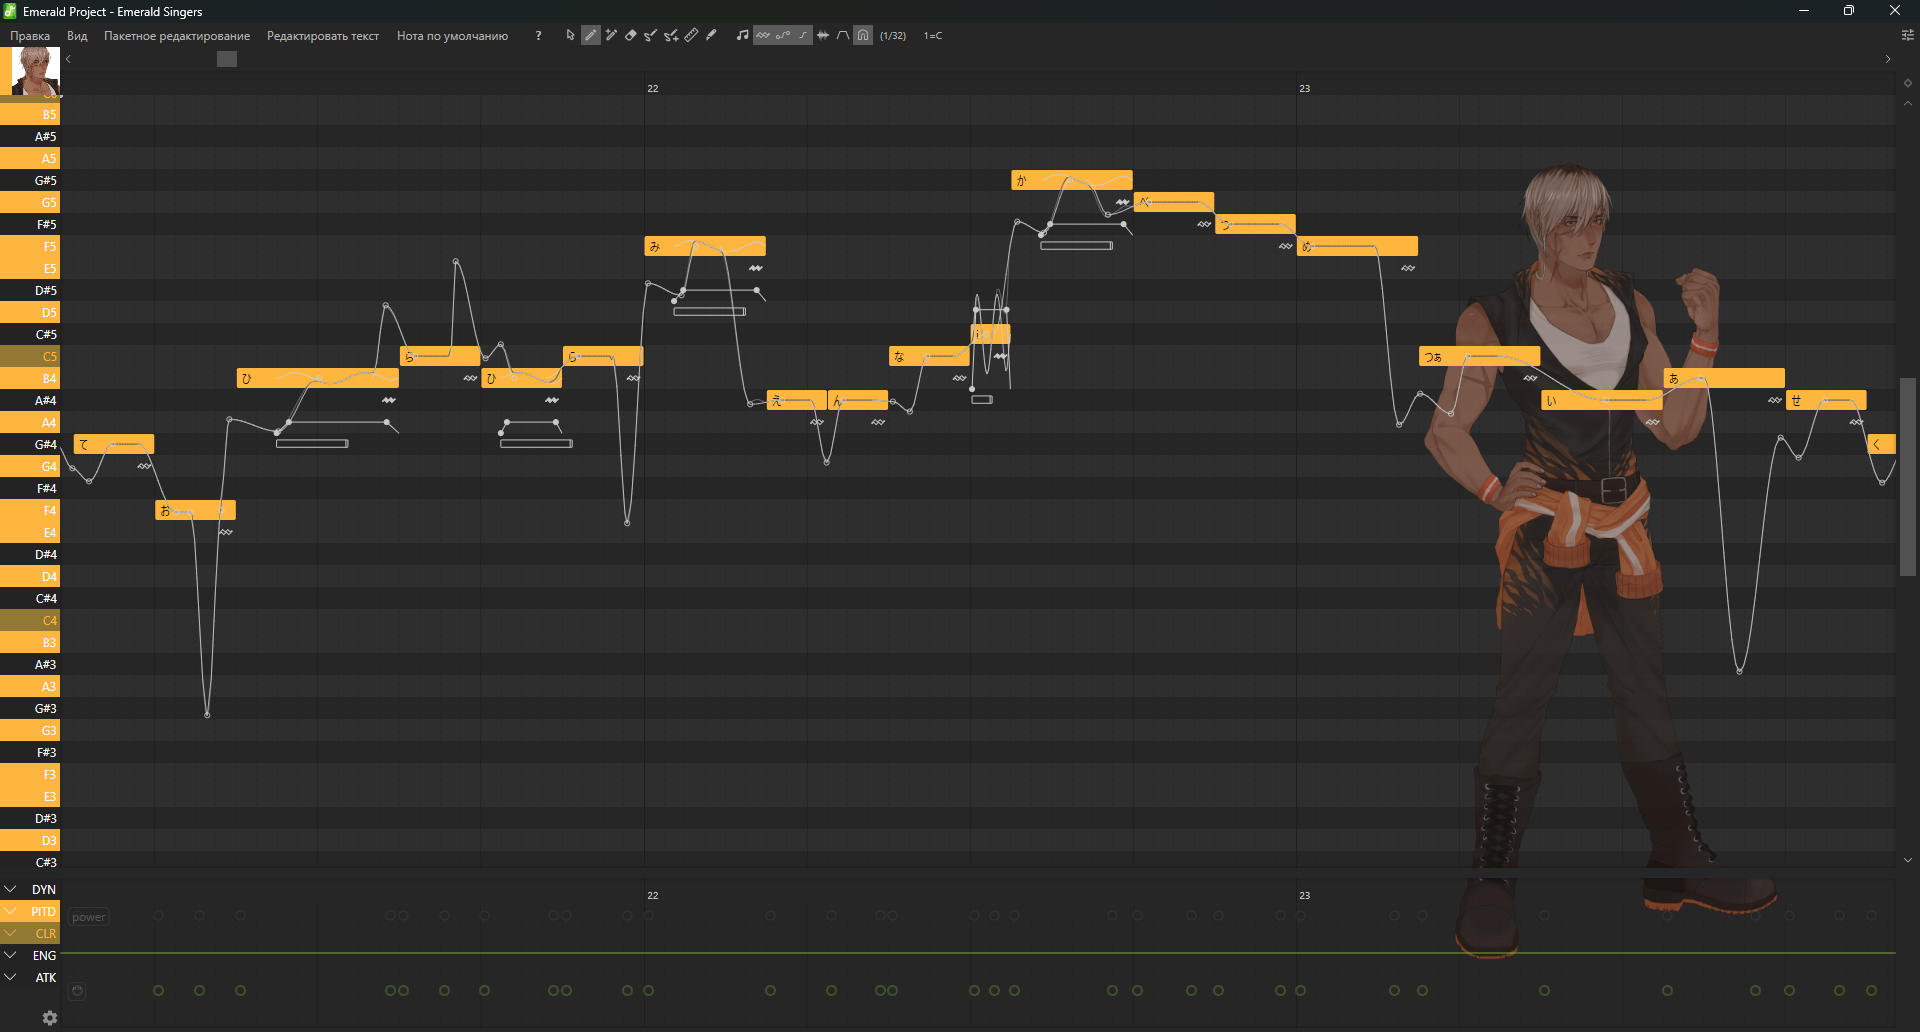 Emerald Project - Emerald Singers
Правка Вид Пакетное редактирование Редактировать текст Нота по умолчанию ? (1/32) 1=C
22 23
B5
A#5
A5
G#5
か
G5
べ
F#5
つ
F5
み
め
E5
D#5
D5
C#5
C5
ら
ら
な
つぁ
B4
ひ
ひ
あ
A#4
え
ん
い
せ
A4
G#4
て
く
G4
F#4
F4
お
E4
D#4
D4
C#4
C4
B3
A#3
A3
G#3
G3
F#3
F3
E3
D#3
D3
C#3
DYN
22 23
PITD
power
CLR
ENG
ATK